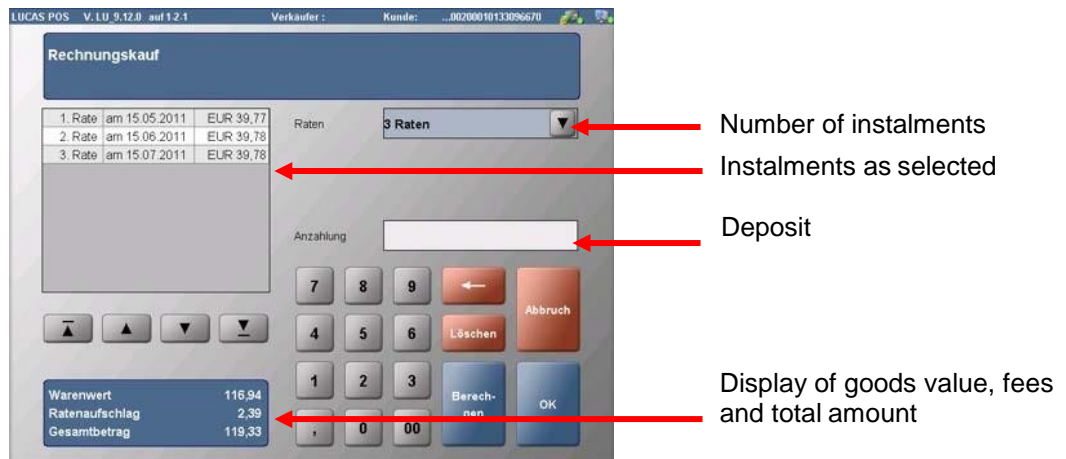 LUCAS POS V. LU_9.12.0 auf 1-2-1 Verkäufer : Kunde: ...00200010133096670
Rechnungskauf
1. Rate am 15.05.2011 EUR 39,77
2. Rate am 15.06.2011 EUR 39,78
3. Rate am 15.07.2011 EUR 39,78
Raten 3 Raten
Number of instalments
Instalments as selected
Anzahlung
Deposit
7 8 9
Abbruch
4 5 6 Löschen
1 2 3
Berech-
nen
OK
, 0 00
Warenwert 116,94
Ratenaufschlag 2,39
Gesamtbetrag 119,33
Display of goods value, fees
and total amount